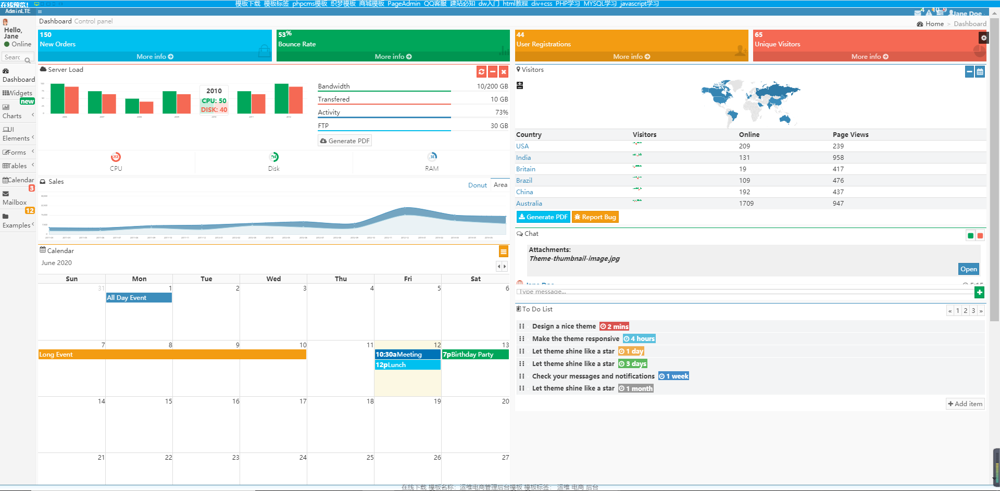 在线预览!
模板下载 模板标签 phpcms模板 织梦模板 商城模板 PageAdmin QQ客服 建站必知 dw入门 html教程 div+css PHP学习 MYSQL学习 javascript学习
AdminLTE
4 10 9 Jane Doe
Hello, Jane
Online
Searc
Dashboard
Widgets
new
Charts
UI Elements
Forms
Tables
Calendar
3
Mailbox
12
Examples
Dashboard Control panel
Home > Dashboard
150
New Orders
More info
53%
Bounce Rate
More info
44
User Registrations
More info
65
Unique Visitors
More info
Server Load
2010
CPU: 50
DISK: 40
2006 2007 2008 2009 2010 2011 2012
Bandwidth 10/200 GB
Transfered 10 GB
Activity 73%
FTP 30 GB
Generate PDF
CPU
Disk
RAM
Sales
Donut Area
Calendar
June 2020
Sun Mon Tue Wed Thu Fri Sat
31 1 2 3 4 5 6
All Day Event
7 8 9 10 11 12 13
Long Event
10:30aMeeting
7pBirthday Party
12pLunch
14 15 16 17 18 19 20
21 22 23 24 25 26 27
Visitors
Country Visitors Online Page Views
USA 209 239
India 131 958
Britain 19 417
Brazil 109 476
China 192 437
Australia 1709 947
Generate PDF Report Bug
Chat
Attachments:
Theme-thumbnail-image.jpg
Open
Jane Doe 5:15
Type message...
To Do List
« 1 2 3 »
Design a nice theme 2 mins
Make the theme responsive 4 hours
Let theme shine like a star 1 day
Let theme shine like a star 3 days
Check your messages and notifications 1 week
Let theme shine like a star 1 month
Add item
在线下载 模板名称：运维电商管理后台模板 模板标签： 运维 电商 后台